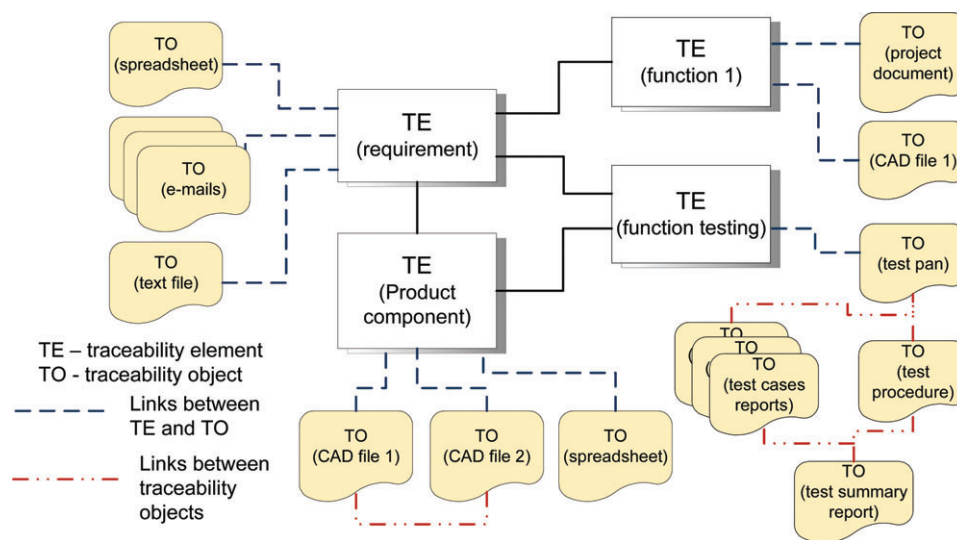 TO
(spreadsheet)
TE
(function 1)
TO
(project
document)
TE
(requirement)
TO
(e-mails)
TO
(CAD file 1)
TE
(function testing)
TO
(text file)
TE
(Product
component)
TO
(test pan)
TE – traceability element
TO - traceability object
Links between
TE and TO
Links between
traceability
objects
TO
(CAD file 1)
TO
(CAD file 2)
TO
(spreadsheet)
TO
TO
TO
(test cases
reports)
TO
(test
procedure)
TO
(test summary
report)